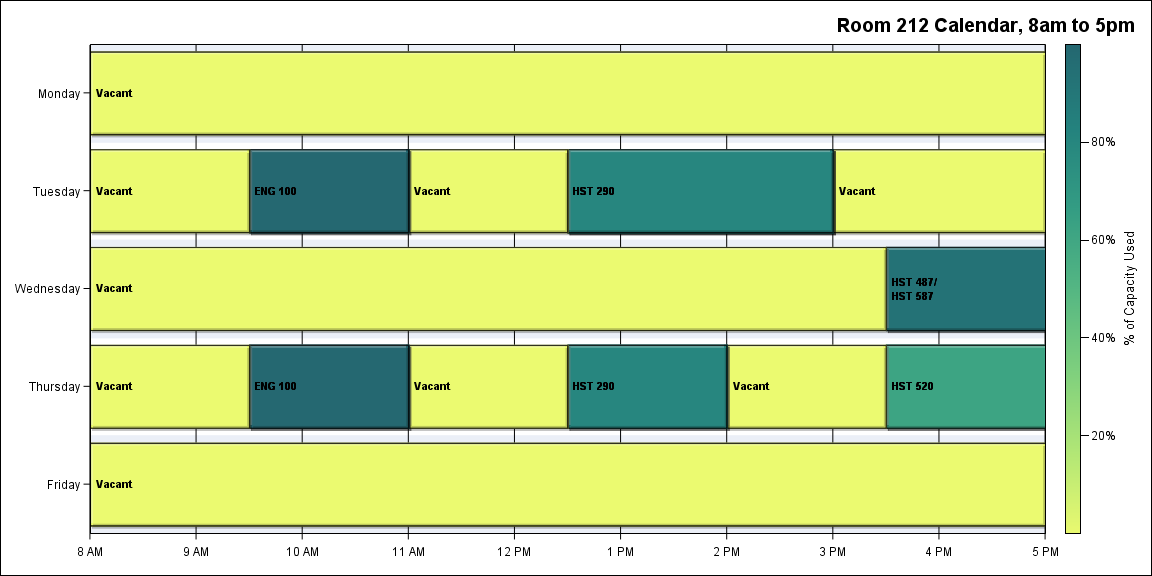 Room 212 Calendar, 8am to 5pm
Monday
Vacant
Tuesday
Vacant
ENG 100
Vacant
HST 290
Vacant
Wednesday
Vacant
HST 487/
HST 587
Thursday
Vacant
ENG 100
Vacant
HST 290
Vacant
HST 520
Friday
Vacant
8 AM
9 AM
10 AM
11 AM
12 PM
1 PM
2 PM
3 PM
4 PM
5 PM
80%
60%
40%
20%
% of Capacity Used